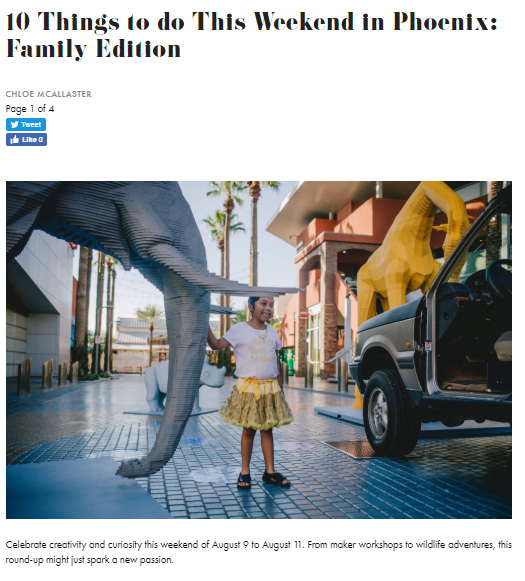 10 Things to do This Weekend in Phoenix:
Family Edition
CHLOE MCALLASTER
Page 1 of 4
Tweet
Like 0
Celebrate creativity and curiosity this weekend of August 9 to August 11. From maker workshops to wildlife adventures, this
round-up might just spark a new passion.